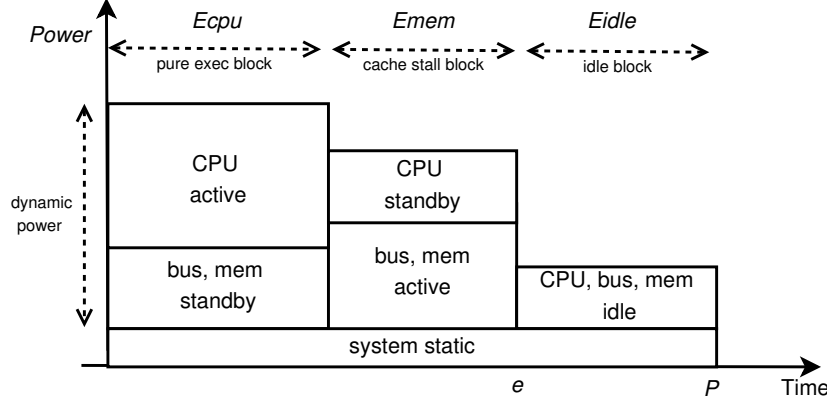 Power
Ecpu
Emem
Eidle
pure exec block
cache stall block
idle block
dynamic
power
CPU
active
bus, mem
standby
CPU
standby
bus, mem
active
CPU, bus, mem
idle
system static
e
P
Time